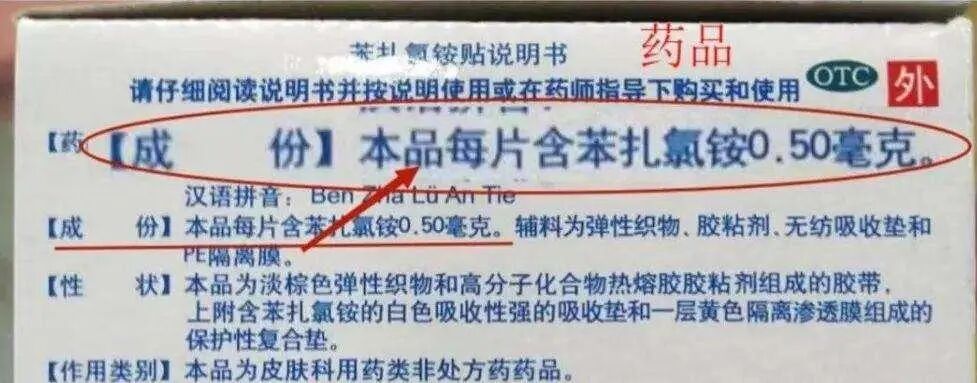 药品
苯扎氯铵贴说明书
OTC
外
请仔细阅读说明书并按说明使用或在药师指导下购买和使用
【药
【成 份】本品每片含苯扎氯铵0.50毫克。
汉语拼音：Ben Zha Lü An Tie
【成 份】本品每片含苯扎氯铵0.50毫克。辅料为弹性织物、胶粘剂、无纺吸收垫和
PE隔离膜。
【性 状】本品为淡棕色弹性织物和高分子化合物热熔胶胶粘剂组成的胶带，
上附含苯扎氯铵的白色吸收性强的吸收垫和一层黄色隔离渗透膜组成的
保护性复合垫。
【作用类别】本品为皮肤科用药类非处方药药品。